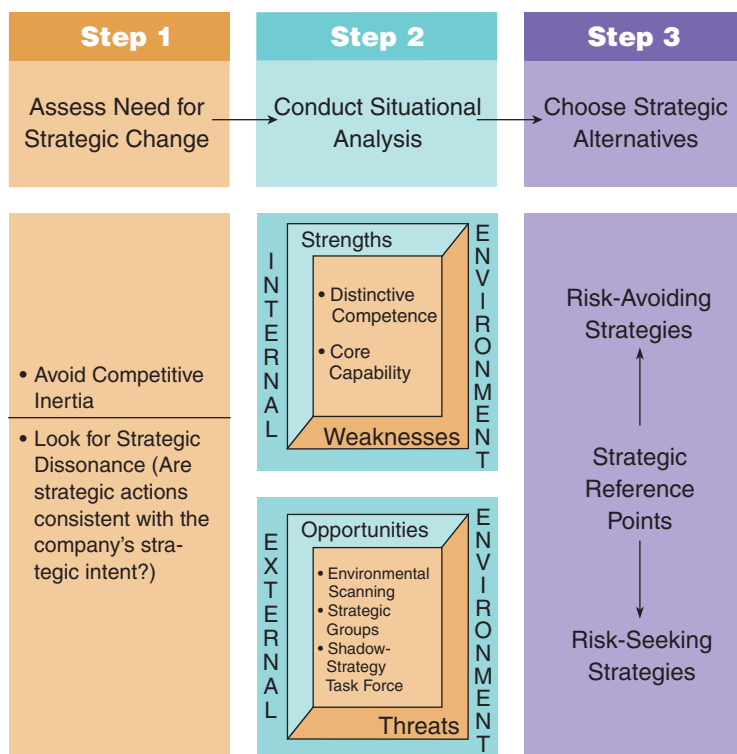 Step 1
Assess Need for
Strategic Change
Step 2
Conduct Situational
Analysis
Step 3
Choose Strategic
Alternatives
• Avoid Competitive
Inertia
• Look for Strategic
Dissonance (Are
strategic actions
consistent with the
company’s stra-
tegic intent?)
INTERNAL
Strengths
• Distinctive
Competence
• Core
Capability
Weaknesses
ENVIRONMENT
EXTERNAL
Opportunities
• Environmental
Scanning
• Strategic
Groups
• Shadow-
Strategy
Task Force
Threats
ENVIRONMENT
Risk-Avoiding
Strategies
Strategic
Reference
Points
Risk-Seeking
Strategies